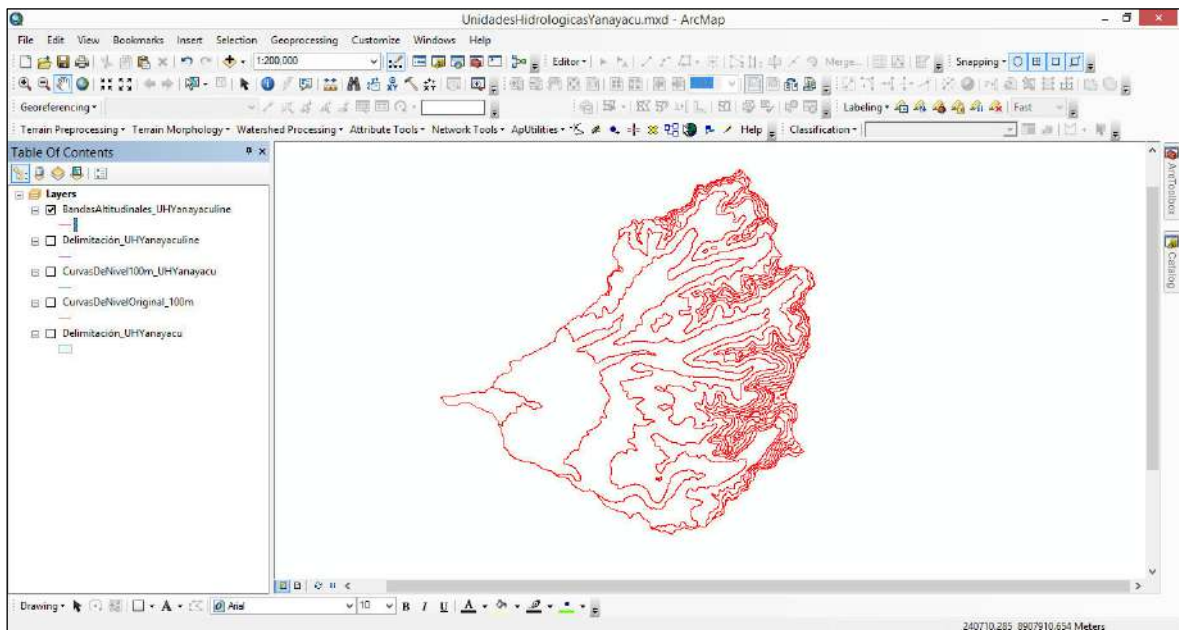 UnidadesHidrologicasYanayacu.mxd - ArcMap
File Edit View Bookmarks Insert Selection Geoprocessing Customize Windows Help
1:200,000 Editor Merge... Snapping
Georeferencing Labeling Fast
Terrain Preprocessing Terrain Morphology Watershed Processing Attribute Tools Network Tools ApUtilities Help Classification
Table Of Contents
Layers
BandasAltitudinales_UHYanayaculine
Delimitación_UHYanayaculine
CurvasDeNivel100m_UHYanayacu
CurvasDeNivelOriginal_100m
Delimitación_UHYanayacu
ArcToolbox
Catalog
Drawing A Arial 10 B I U A
240710.285 8907910.654 Meters